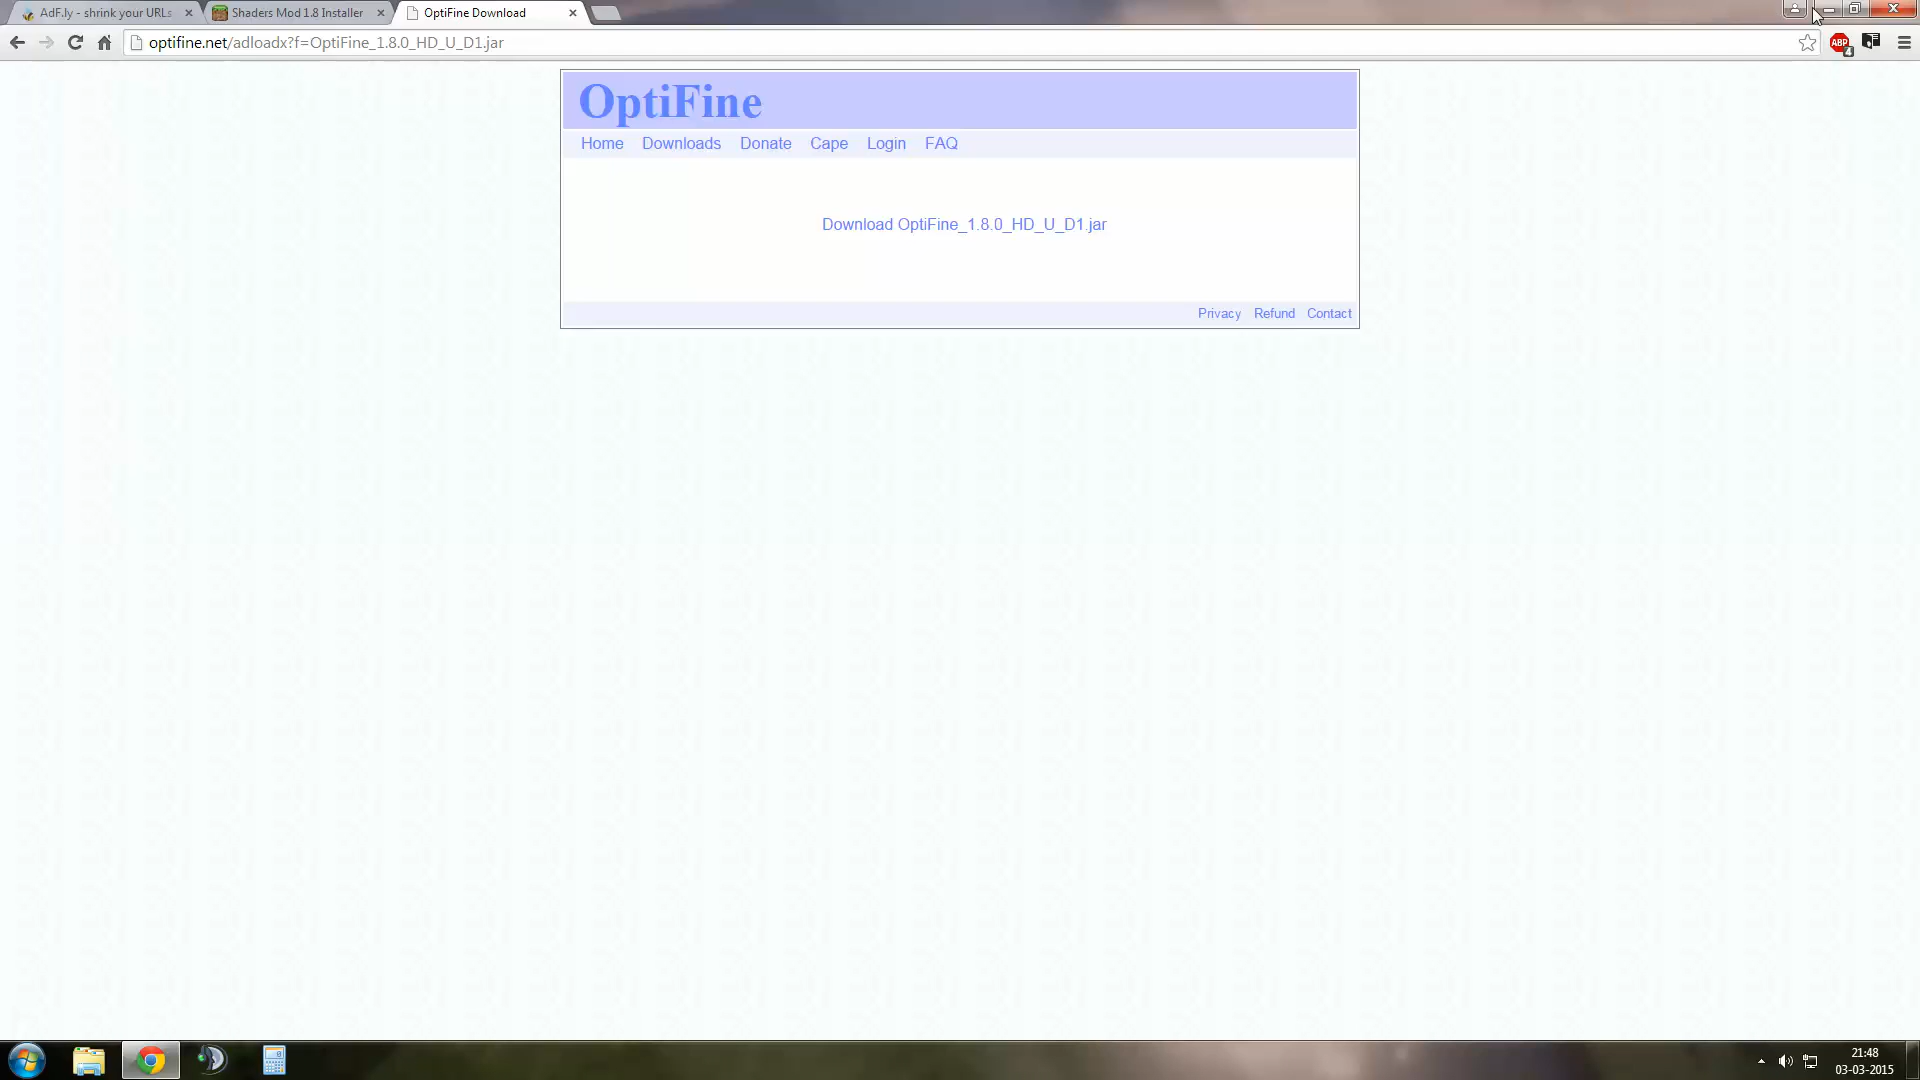 AdF.ly - shrink your URLs
Shaders Mod 1.8 Installer
OptiFine Download
optifine.net/adloadx?f=OptiFine_1.8.0_HD_U_D1.jar
ABP
4
OptiFine
Home Downloads Donate Cape Login FAQ
Download OptiFine_1.8.0_HD_U_D1.jar
Privacy Refund Contact
21:48
03-03-2015